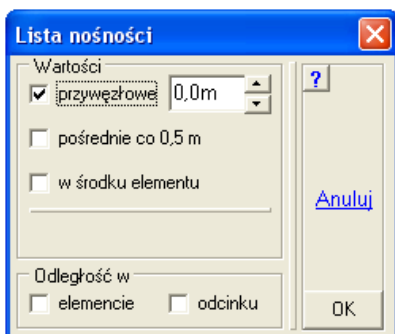 Lista nośności
Wartości
przywęzłowe 0,0m
?
pośrednie co 0,5 m
w środku elementu
Anuluj
Odległość w
elemencie odcinku
OK